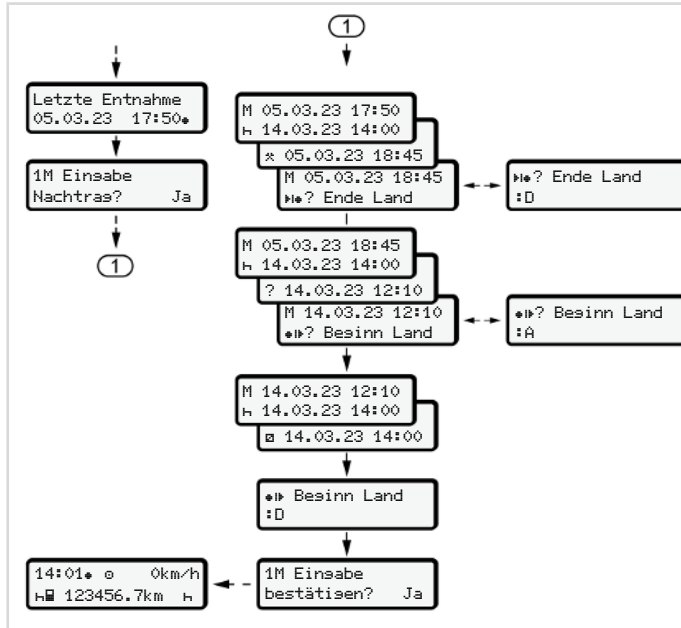 1
Letzte Entnahme
05.03.23 17:50
1M Eingabe
Nachtrag? Ja
1
M 05.03.23 17:50
14.03.23 14:00
05.03.23 18:45
M 05.03.23 18:45
? Ende Land
? Ende Land
:D
M 05.03.23 18:45
14.03.23 14:00
? 14.03.23 12:10
M 14.03.23 12:10
? Beginn Land
? Beginn Land
:A
M 14.03.23 12:10
14.03.23 14:00
14.03.23 14:00
Beginn Land
:D
1M Eingabe
bestätigen? Ja
14:01 0km/h
123456.7km